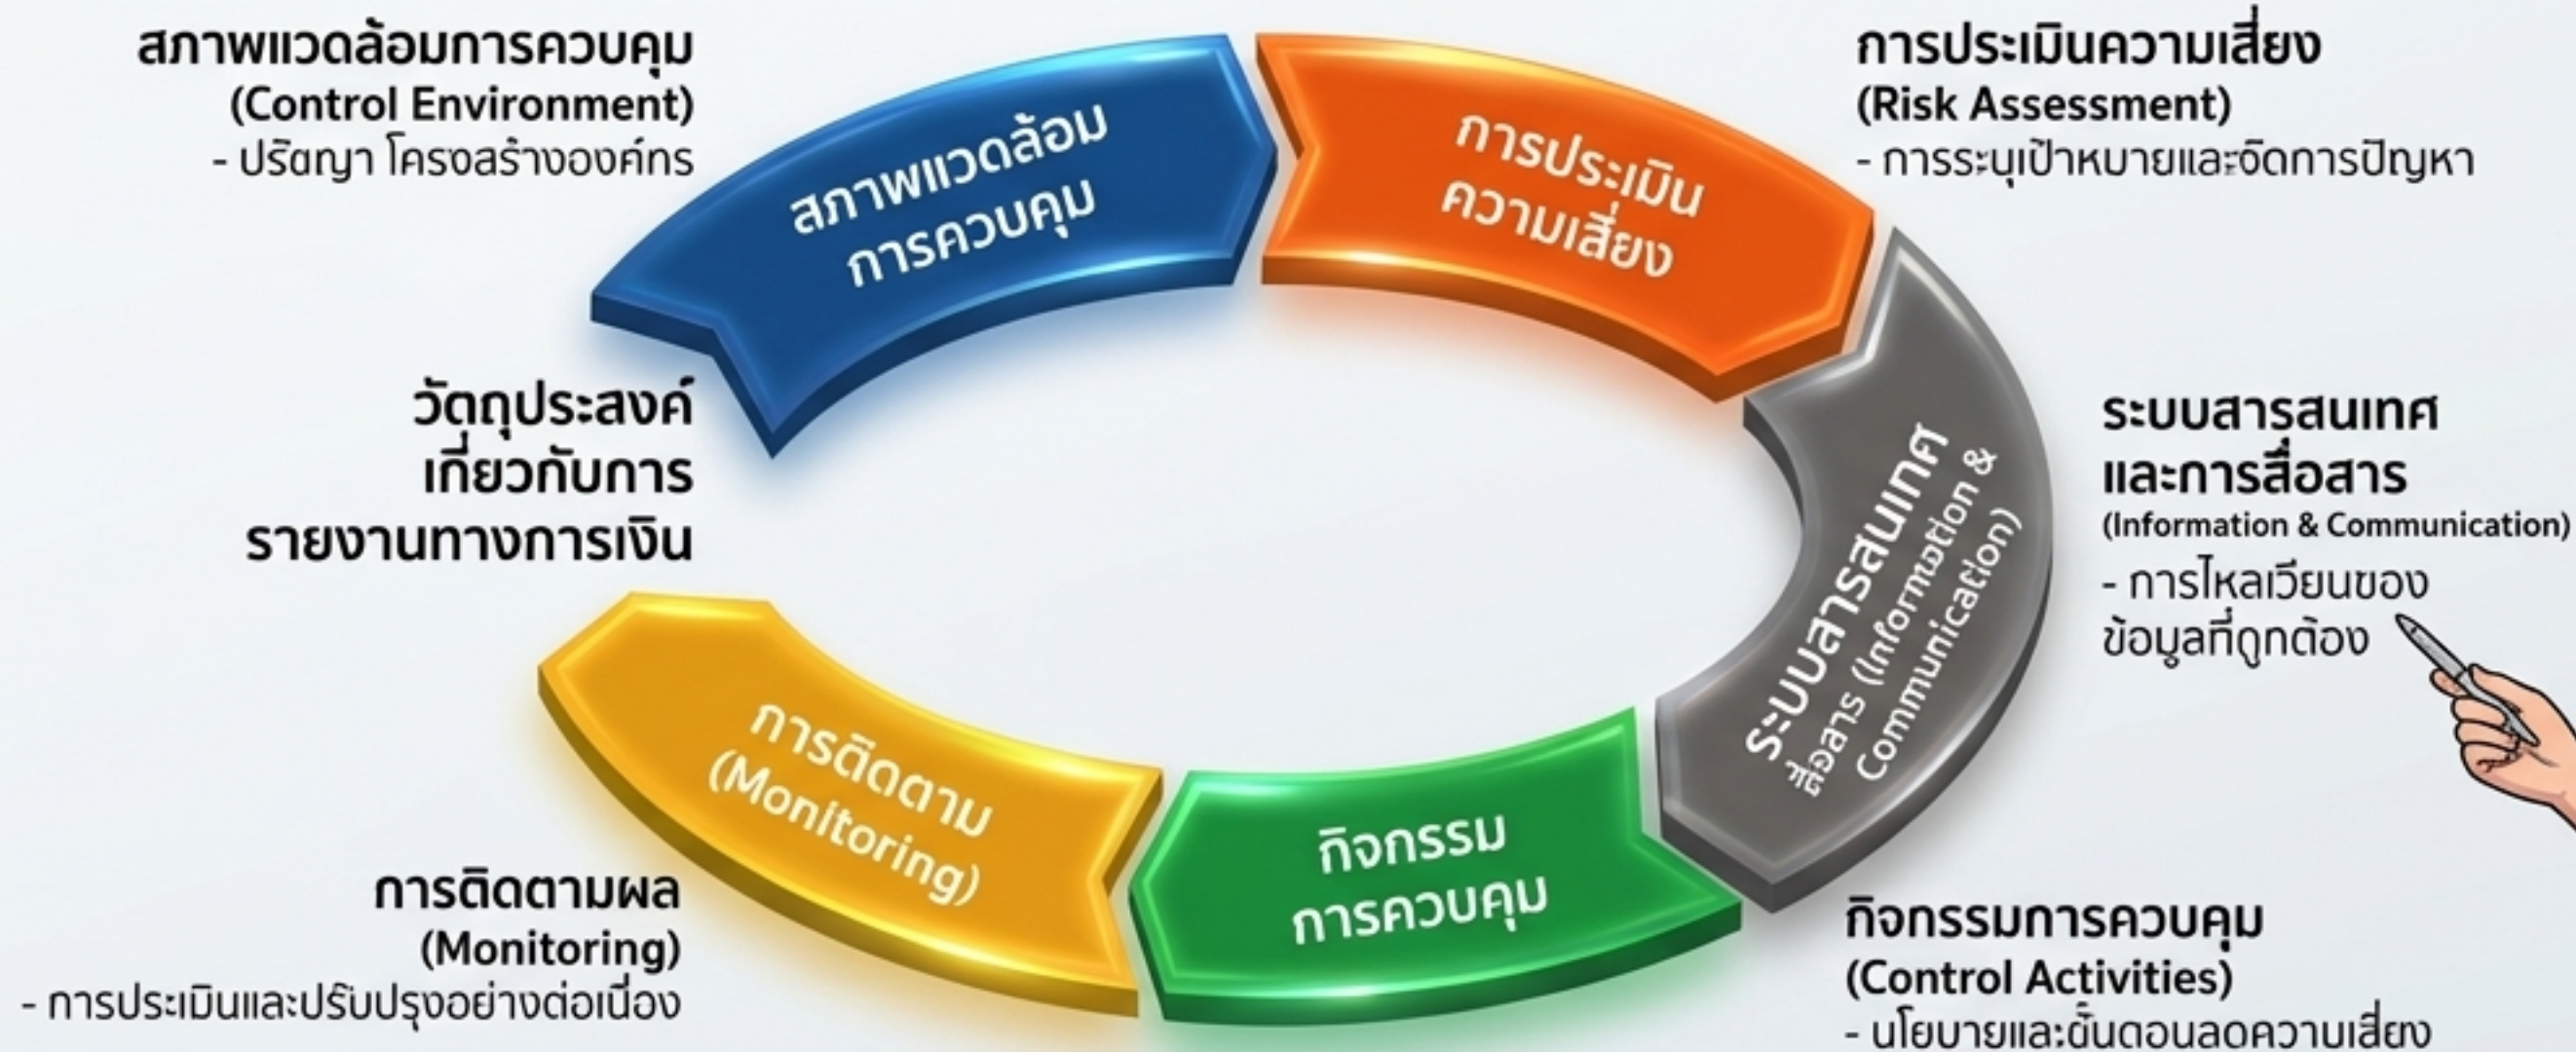 สภาพแวดล้อมการควบคุม
(Control Environment)
- ปรัญญา โครงสร้างองค์กร
สภาพแวดล้อม
การควบคุม
การประเมิน
ความเสี่ยง
การประเมินความเสี่ยง
(Risk Assessment)
- การระบุเป้าหบายและจัดการปัญหา
วัตถุประสงค์
เกี่ยวกับการ
รายงานทางการเงิน
ระบบสารสนเทศ
สื่อสาร (Information &
Communication)
ระบบสารสนเทศ
และการสื่อสาร
(Information & Communication)
- การไหลเวียนของ
ข้อมูลที่ถูกต้อง
การติดตาม
(Monitoring)
กิจกรรม
การควบคุม
การติดตามผล
(Monitoring)
- การประเมินและปรับปรุงอย่างต่อเนื่อง
กิจกรรมการควบคุม
(Control Activities)
- นโยบายและขั้นตอนลดความเสี่ยง